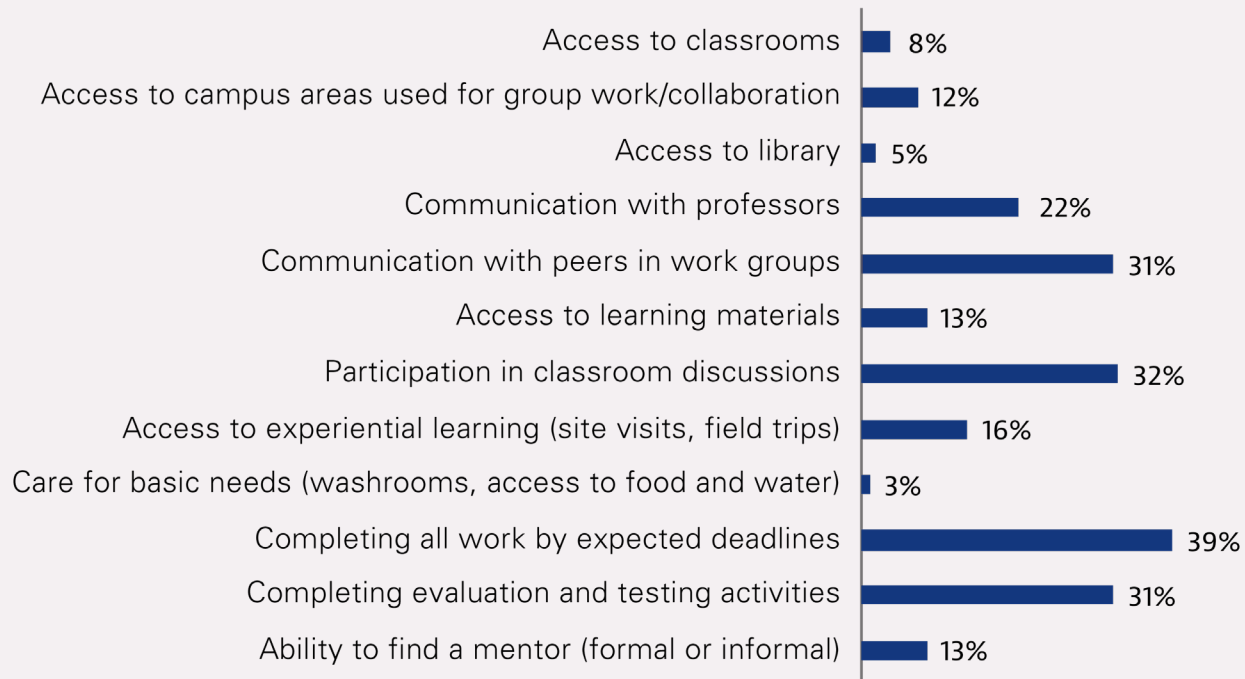 Access to classrooms 8%
Access to campus areas used for group work/collaboration 12%
Access to library 5%
Communication with professors 22%
Communication with peers in work groups 31%
Access to learning materials 13%
Participation in classroom discussions 32%
Access to experiential learning (site visits, field trips) 16%
Care for basic needs (washrooms, access to food and water) 3%
Completing all work by expected deadlines 39%
Completing evaluation and testing activities 31%
Ability to find a mentor (formal or informal) 13%